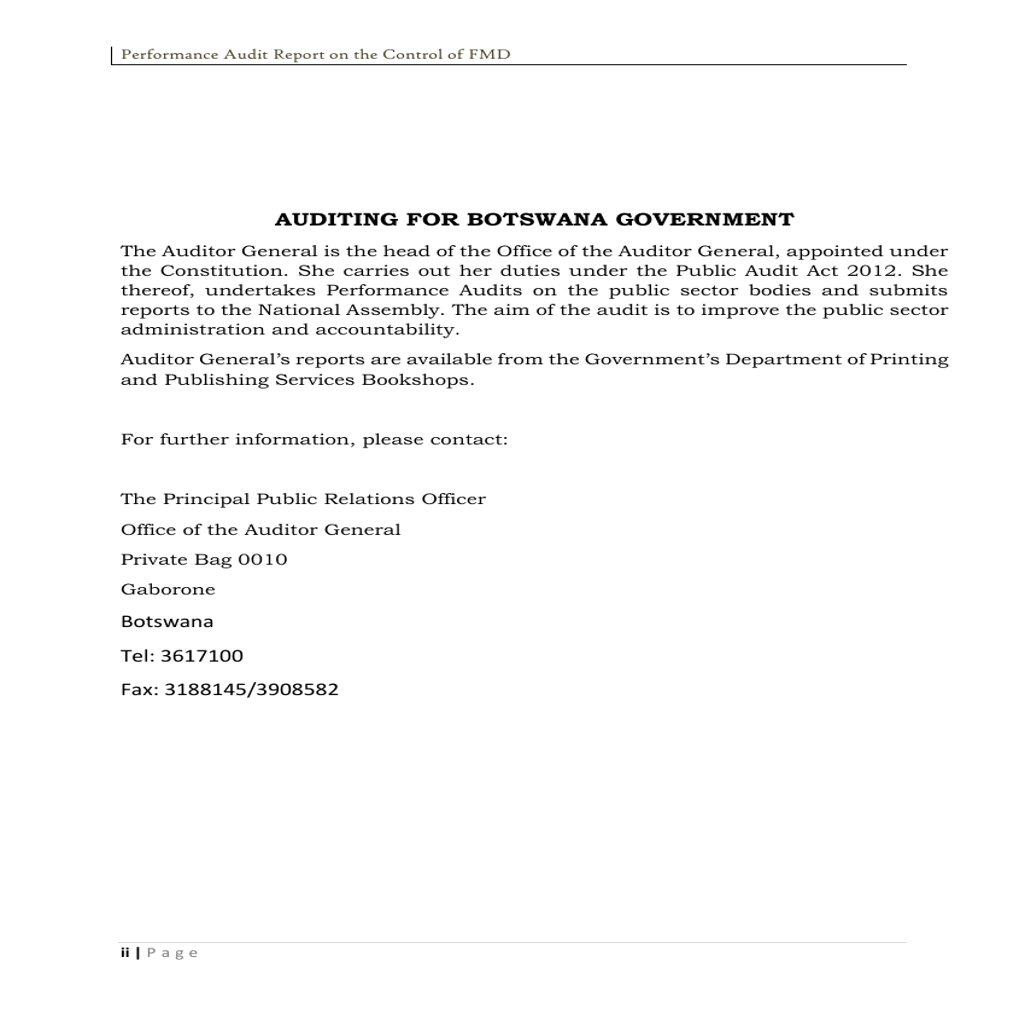 Performance Audit Report on the Control of FMD
AUDITING FOR BOTSWANA GOVERNMENT
The Auditor General is the head of the Office of the Auditor General, appointed under
the Constitution. She carries out her duties under the Public Audit Act 2012. She
thereof, undertakes Performance Audits on the public sector bodies and submits
reports to the National Assembly. The aim of the audit is to improve the public sector
administration and accountability.
Auditor General’s reports are available from the Government’s Department of Printing
and Publishing Services Bookshops.
For further information, please contact:
The Principal Public Relations Officer
Office of the Auditor General
Private Bag 0010
Gaborone
Botswana
Tel: 3617100
Fax: 3188145/3908582
ii | Page